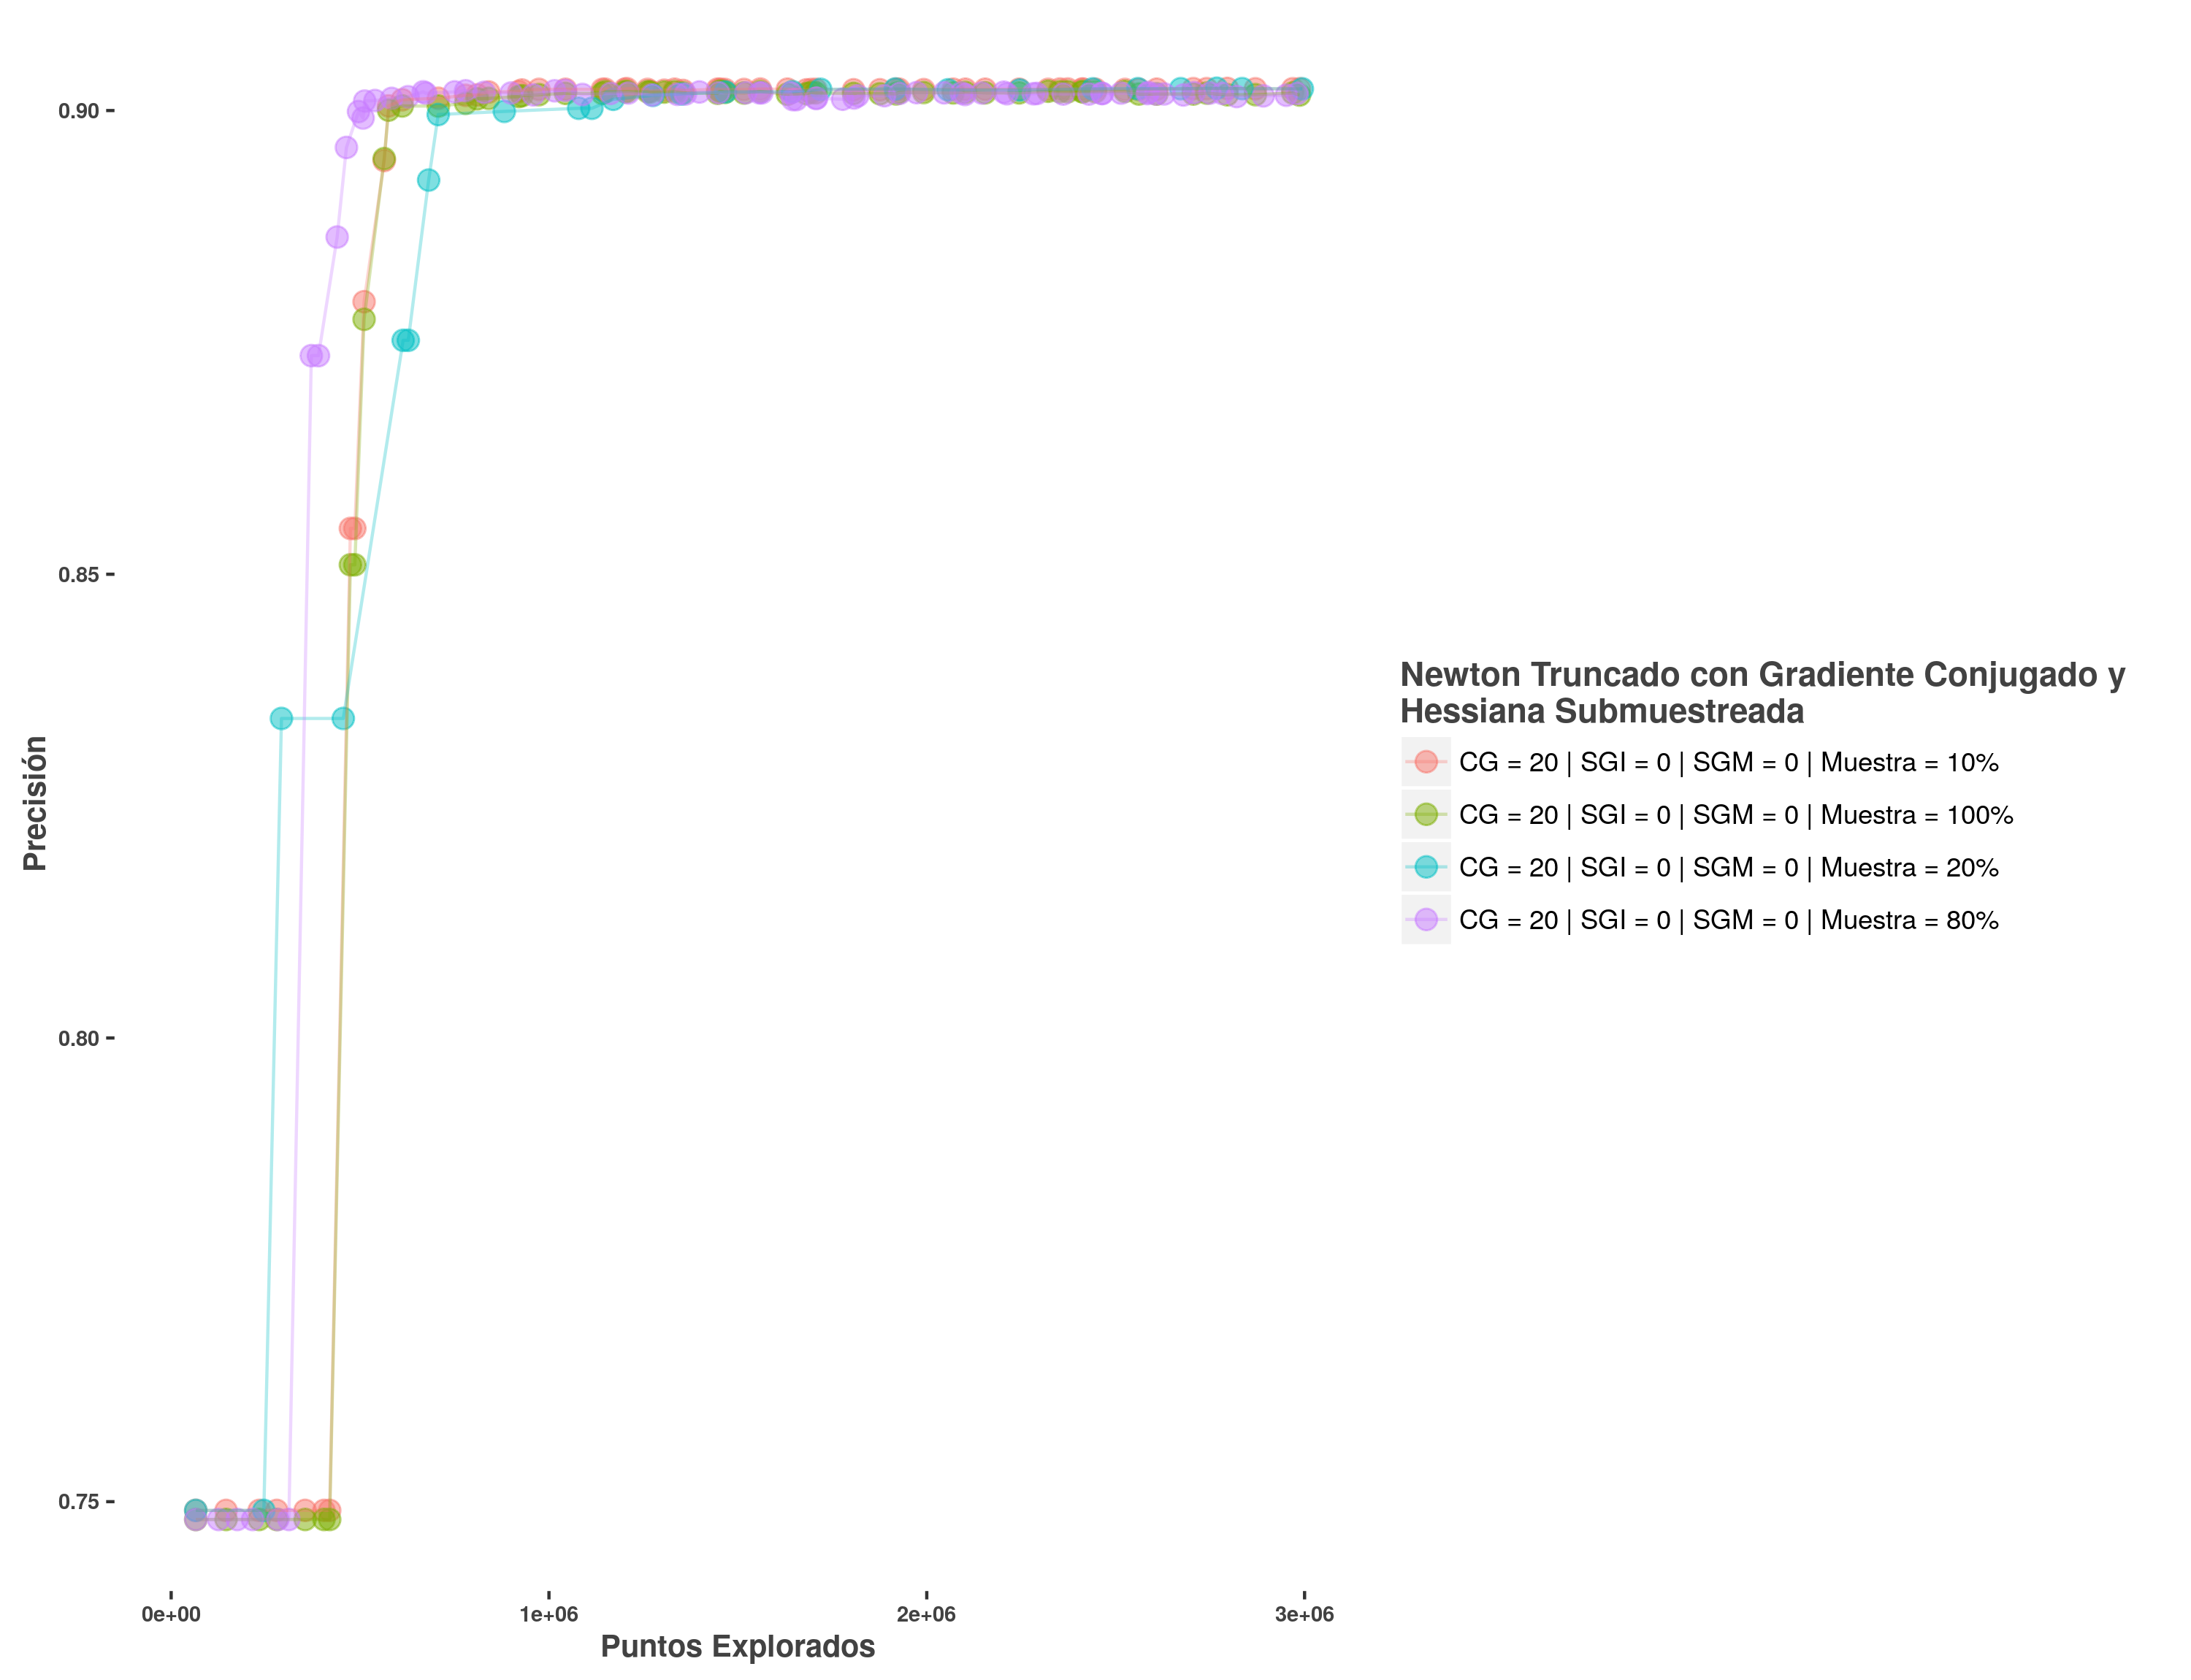 0.90
0.85
0.80
0.75
Precisión
0e+00
1e+06
2e+06
3e+06
Puntos Explorados
Newton Truncado con Gradiente Conjugado y
Hessiana Submuestreada
CG = 20 | SGI = 0 | SGM = 0 | Muestra = 10%
CG = 20 | SGI = 0 | SGM = 0 | Muestra = 100%
CG = 20 | SGI = 0 | SGM = 0 | Muestra = 20%
CG = 20 | SGI = 0 | SGM = 0 | Muestra = 80%